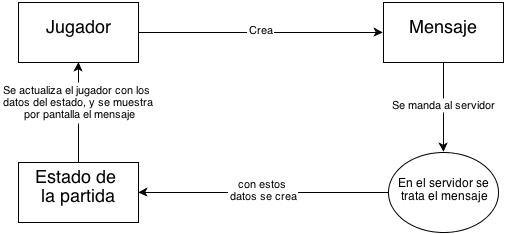 Jugador
Crea
Mensaje
Se manda al servidor
En el servidor se
trata el mensaje
con estos
datos se crea
Estado de
la partida
Se actualiza el jugador con los
datos del estado, y se muestra
por pantalla el mensaje